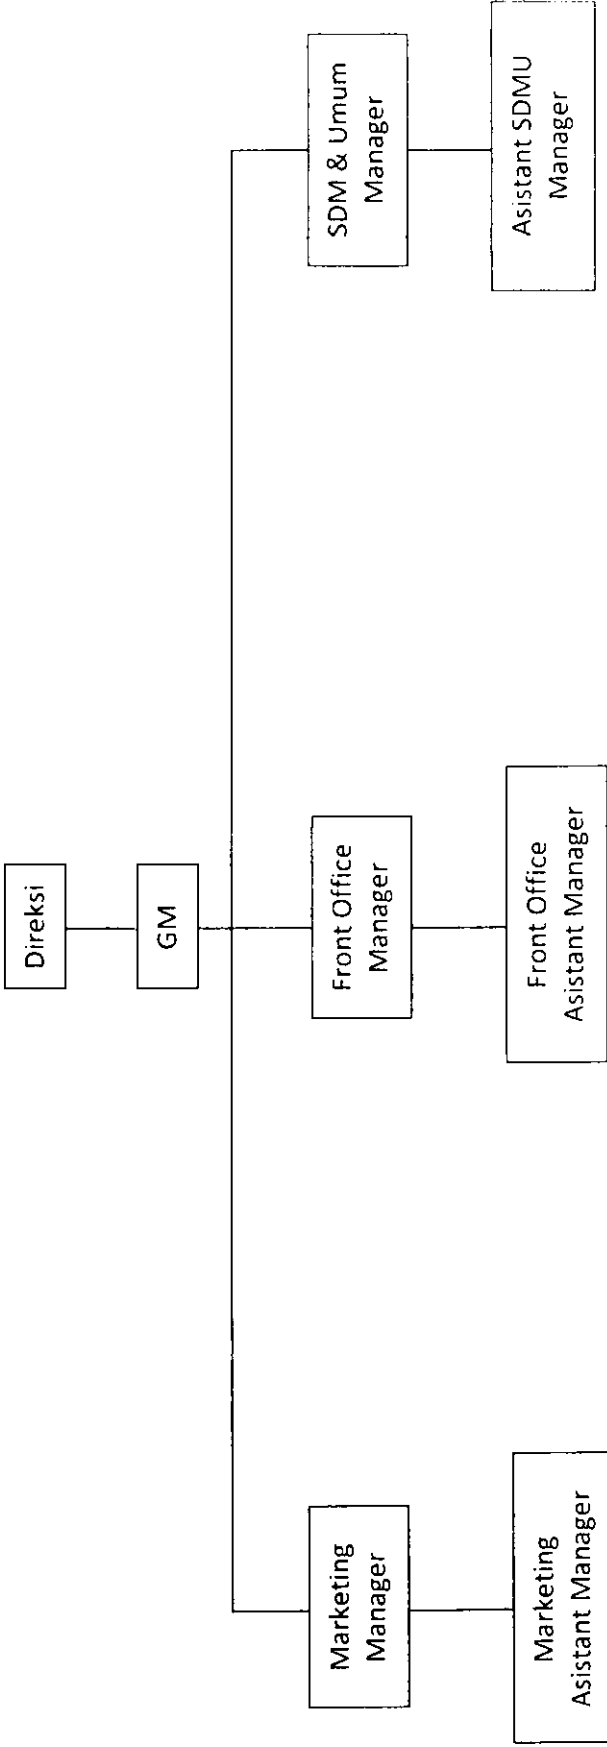 Direksi
GM
Marketing
Manager
Front Office
Manager
SDM & Umum
Manager
Marketing
Asistant Manager
Front Office
Asistant Manager
Asistant SDMU
Manager